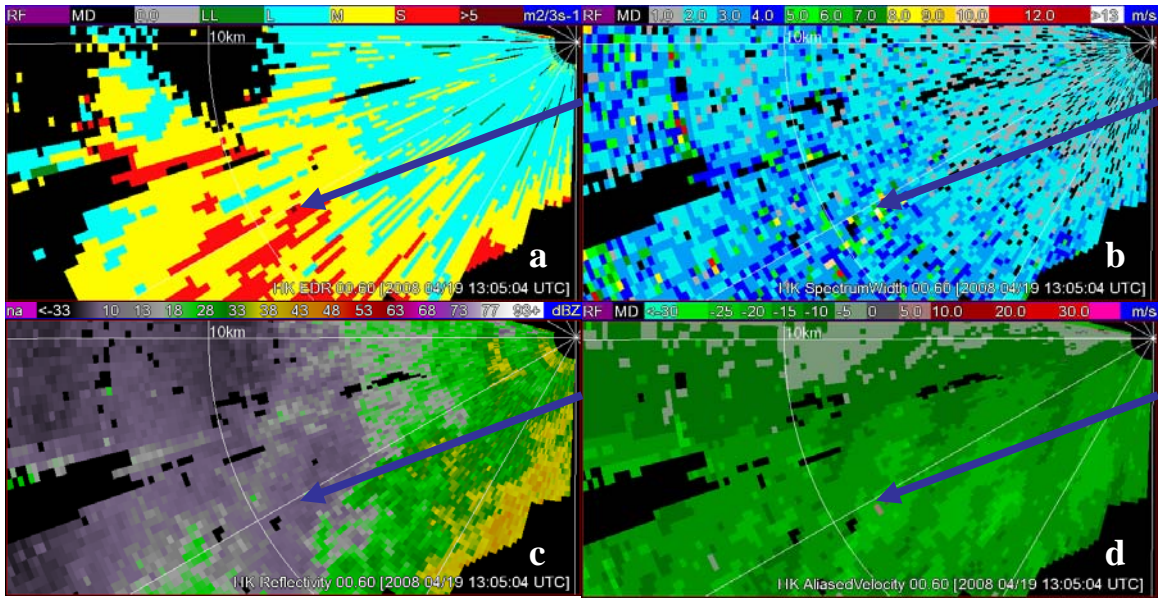 RF MD 0.0 LL L M S >5 m2/3s-1
10km
a
HK EDR 00.60 [2008 04/19 13:05:04 UTC]
RF MD 1.0 2.0 3.0 4.0 5.0 6.0 7.0 8.0 9.0 10.0 12.0 >13 m/s
10km
b
HK SpectrumWidth 00.60 [2008 04/19 13:05:04 UTC]
na <-33 10 13 18 23 28 33 38 43 48 53 63 68 73 77 93+ dBZ
10km
c
HK Reflectivity 00.60 [2008 04/19 13:05:04 UTC]
RF MD <-30 -25 -20 -15 -10 -5 0 5.0 10.0 20.0 30.0 m/s
10km
d
HK AliasedVelocity 00.60 [2008 04/19 13:05:04 UTC]